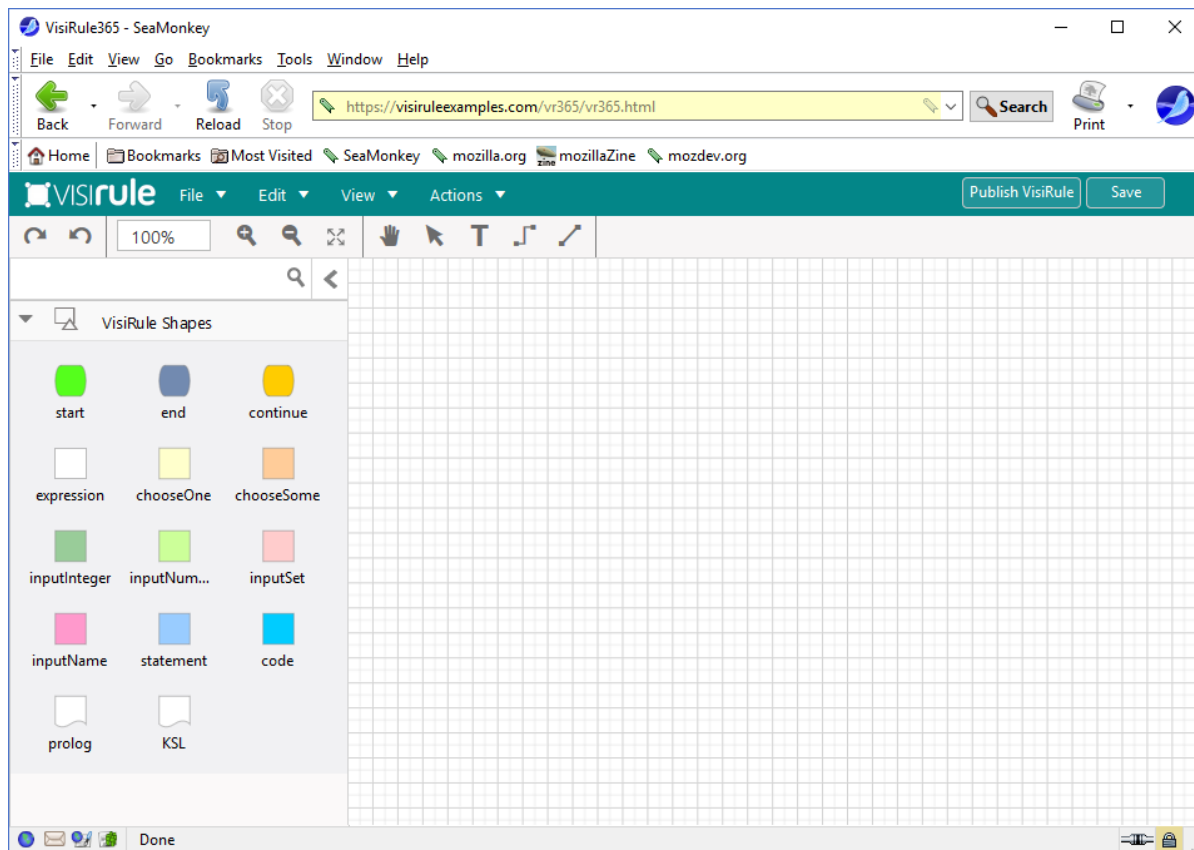 VisiRule365 - SeaMonkey
File Edit View Go Bookmarks Tools Window Help
Back Forward Reload Stop https://visiruleexamples.com/vr365/vr365.html Search Print
Home Bookmarks Most Visited SeaMonkey zine mozilla.org mozillaZine mozdev.org
VISIrule File Edit View Actions Publish VisiRule Save
100% T
VisiRule Shapes
start end continue
expression chooseOne chooseSome
inputInteger inputNum... inputSet
inputName statement code
prolog KSL
Done